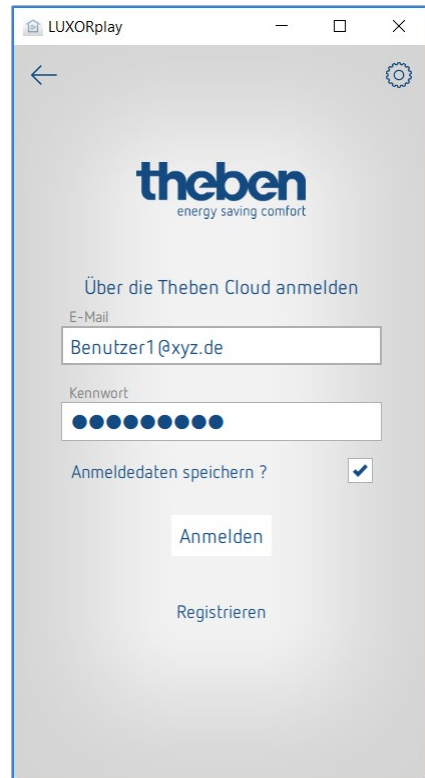 LUXORplay
theben
energy saving comfort
Über die Theben Cloud anmelden
E-Mail
Benutzer1@xyz.de
Kennwort
●●●●●●●●●
Anmeldedaten speichern ?
Anmelden
Registrieren